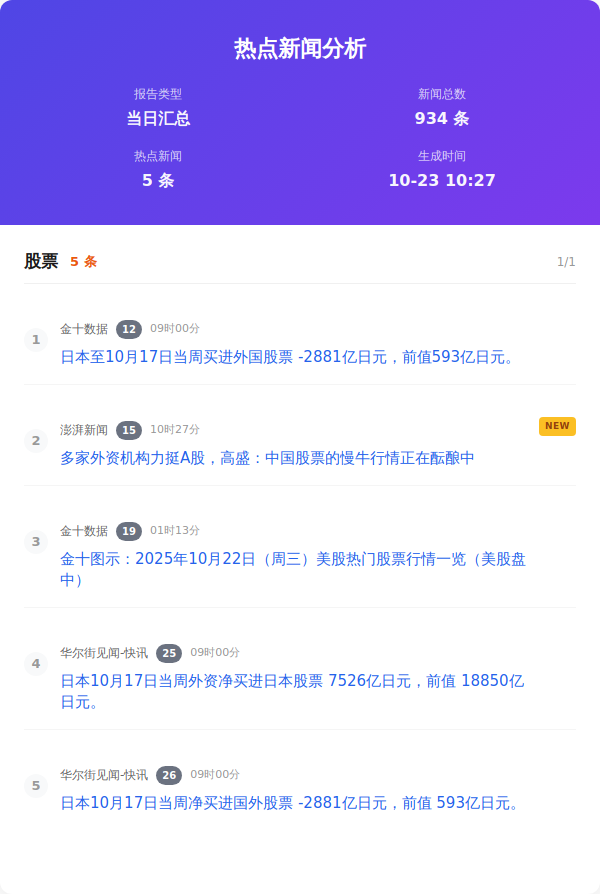 热点新闻分析
报告类型
新闻总数
当日汇总
934 条
热点新闻
生成时间
5 条
10-23 10:27
股票 5 条 1/1
1 金十数据 12 09时00分
日本至10月17日当周买进外国股票 -2881亿日元，前值593亿日元。
2 澎湃新闻 15 10时27分 NEW
多家外资机构力挺A股，高盛：中国股票的慢牛行情正在酝酿中
3 金十数据 19 01时13分
金十图示：2025年10月22日（周三）美股热门股票行情一览（美股盘
中）
4 华尔街见闻-快讯 25 09时00分
日本10月17日当周外资净买进日本股票 7526亿日元，前值 18850亿
日元。
5 华尔街见闻-快讯 26 09时00分
日本10月17日当周净买进国外股票 -2881亿日元，前值 593亿日元。